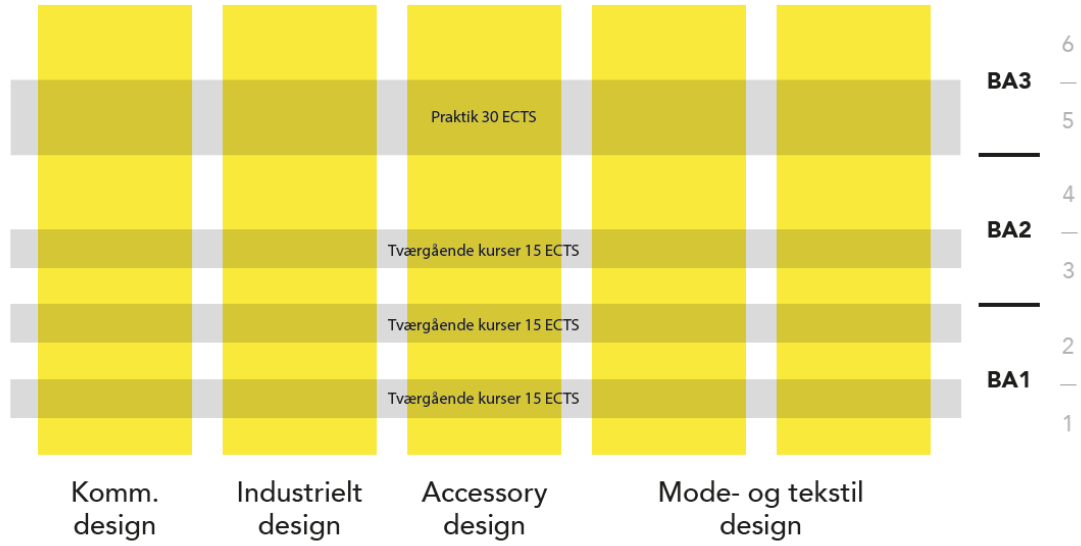 6
BA3
—
Praktik 30 ECTS
5
4
BA2
—
Tværgående kurser 15 ECTS
3
Tværgående kurser 15 ECTS
2
BA1
—
Tværgående kurser 15 ECTS
1
Komm.
design
Industrielt
design
Accessory
design
Mode- og tekstil
design